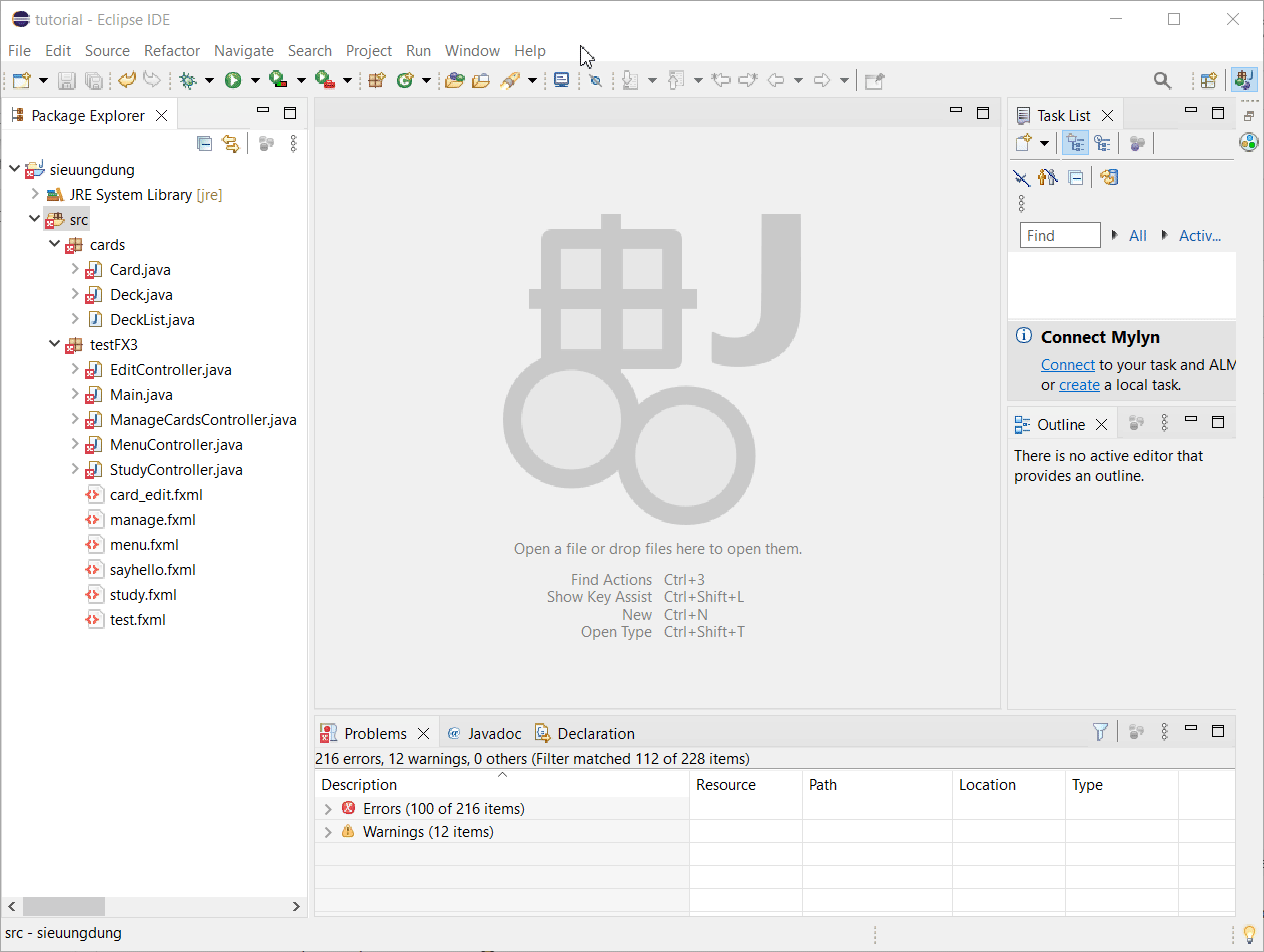 tutorial - Eclipse IDE
File Edit Source Refactor Navigate Search Project Run Window Help
Package Explorer
sieuungdung
JRE System Library [jre]
src
cards
Card.java
Deck.java
DeckList.java
testFX3
EditController.java
Main.java
ManageCardsController.java
MenuController.java
StudyController.java
card_edit.fxml
manage.fxml
menu.fxml
sayhello.fxml
study.fxml
test.fxml
Open a file or drop files here to open them.
Find Actions Ctrl+3
Show Key Assist Ctrl+Shift+L
New Ctrl+N
Open Type Ctrl+Shift+T
Task List
Find All Activ...
Connect Mylyn
Connect to your task and ALM
or create a local task.
Outline
There is no active editor that
provides an outline.
Problems Javadoc Declaration
216 errors, 12 warnings, 0 others (Filter matched 112 of 228 items)
Description Resource Path Location Type
Errors (100 of 216 items)
Warnings (12 items)
src - sieuungdung